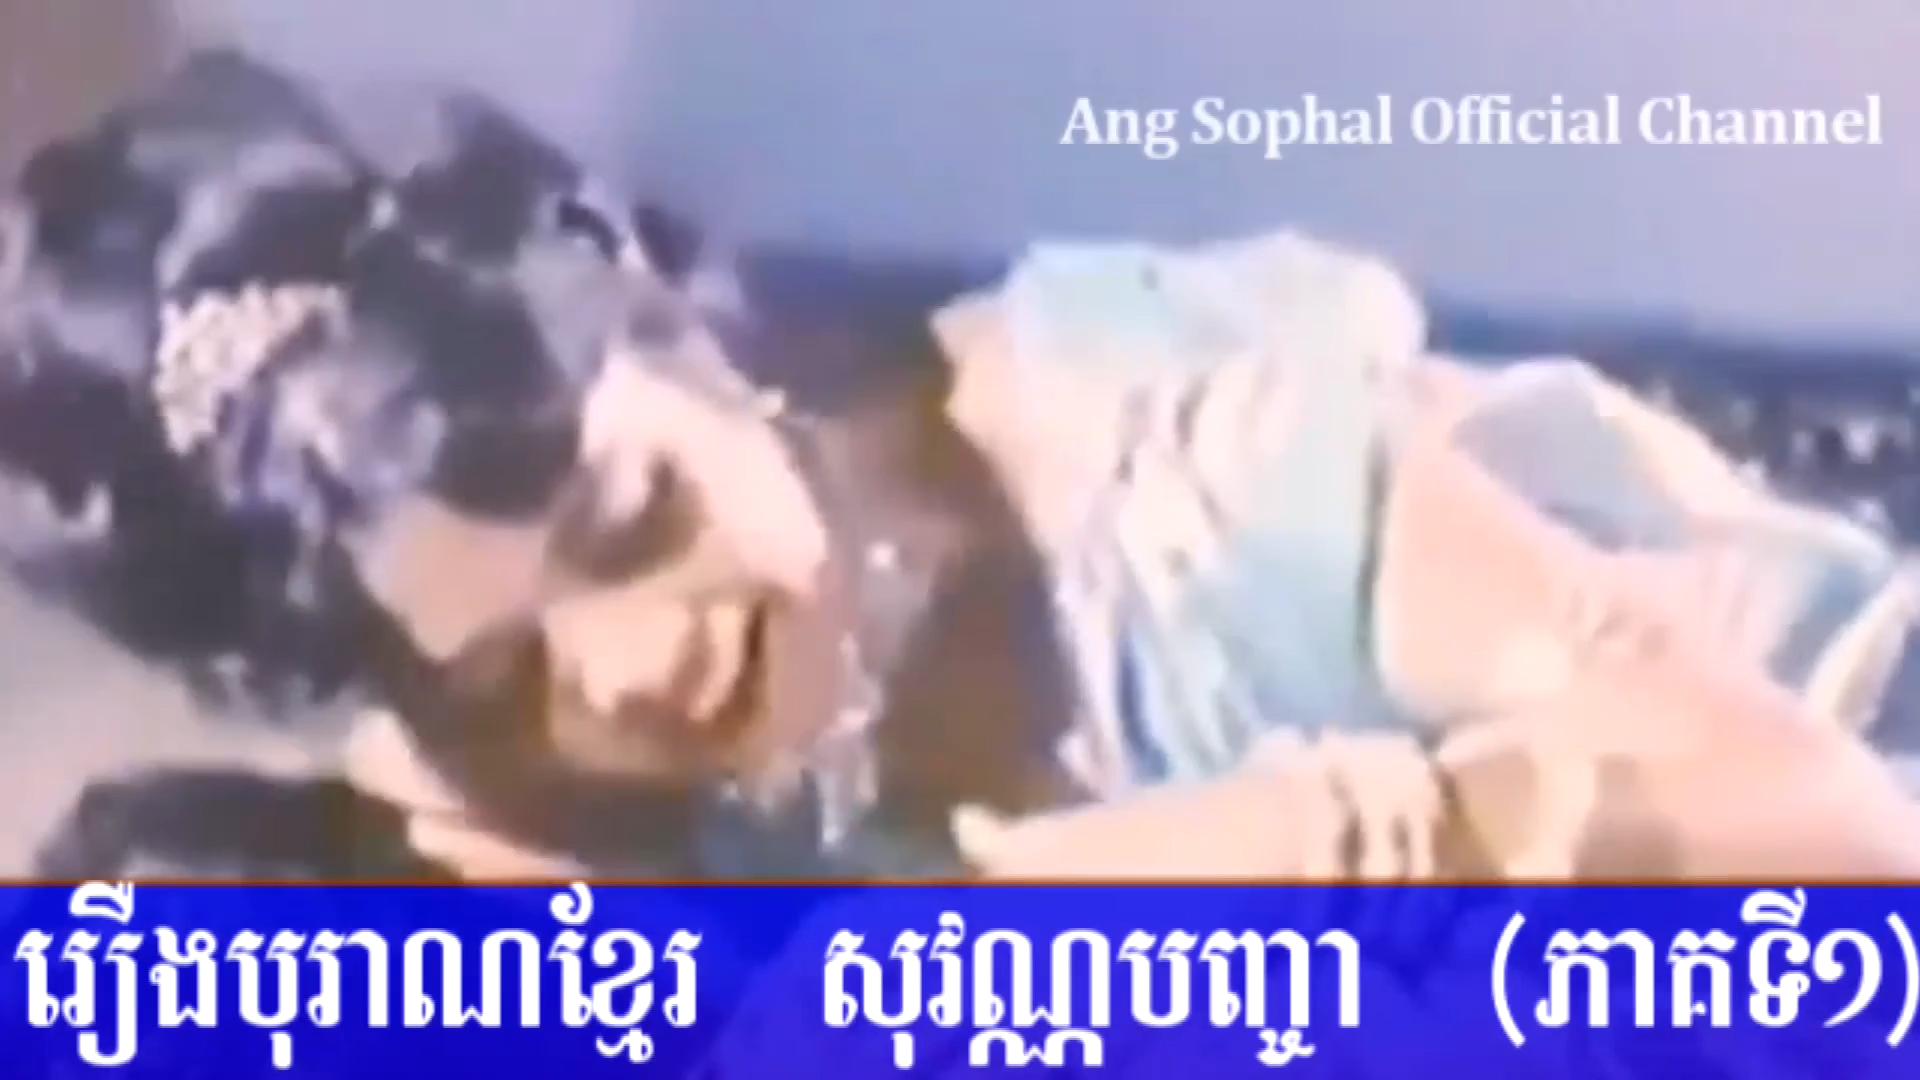 Ang Sophal Official Channel
រឿងបុរាណខ្មែរ សុវណ្ណបញ្ចា (ភាគទី១)